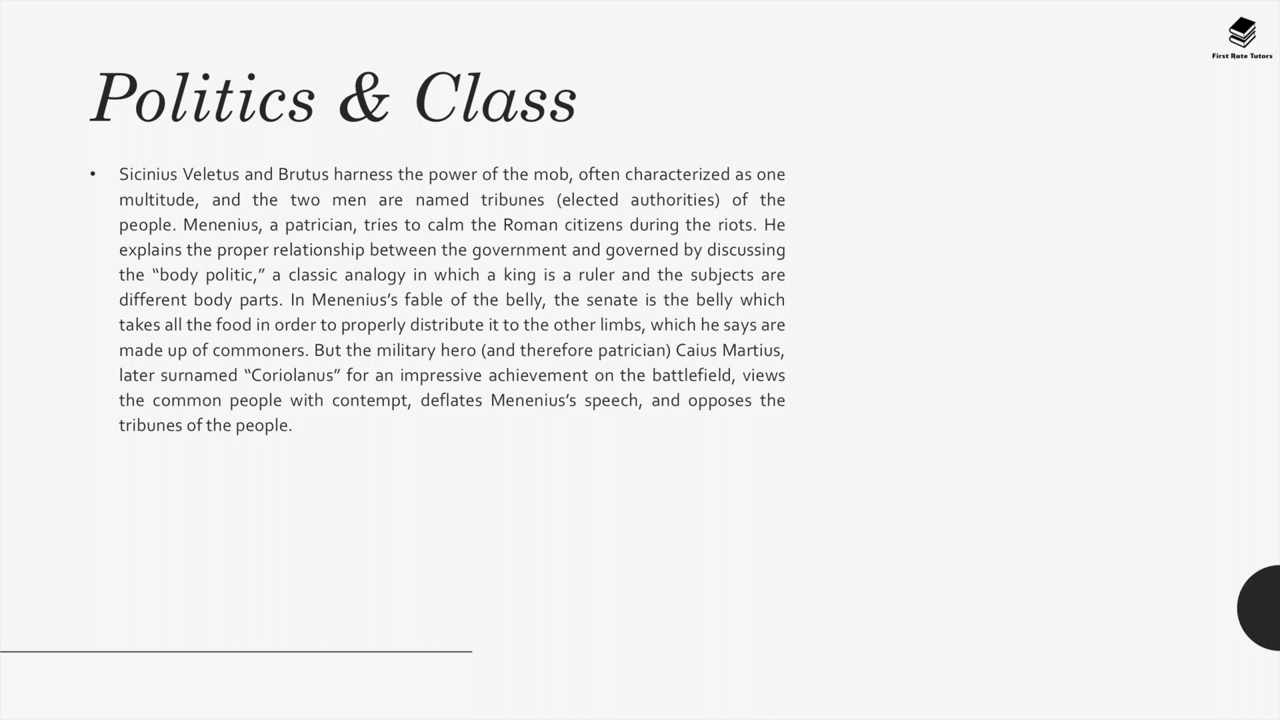 First Rate Tutors
Politics & Class
• Sicinius Veletus and Brutus harness the power of the mob, often characterized as one
multitude, and the two men are named tribunes (elected authorities) of the
people. Menenius, a patrician, tries to calm the Roman citizens during the riots. He
explains the proper relationship between the government and governed by discussing
the “body politic,” a classic analogy in which a king is a ruler and the subjects are
different body parts. In Menenius’s fable of the belly, the senate is the belly which
takes all the food in order to properly distribute it to the other limbs, which he says are
made up of commoners. But the military hero (and therefore patrician) Caius Martius,
later surnamed “Coriolanus” for an impressive achievement on the battlefield, views
the common people with contempt, deflates Menenius’s speech, and opposes the
tribunes of the people.